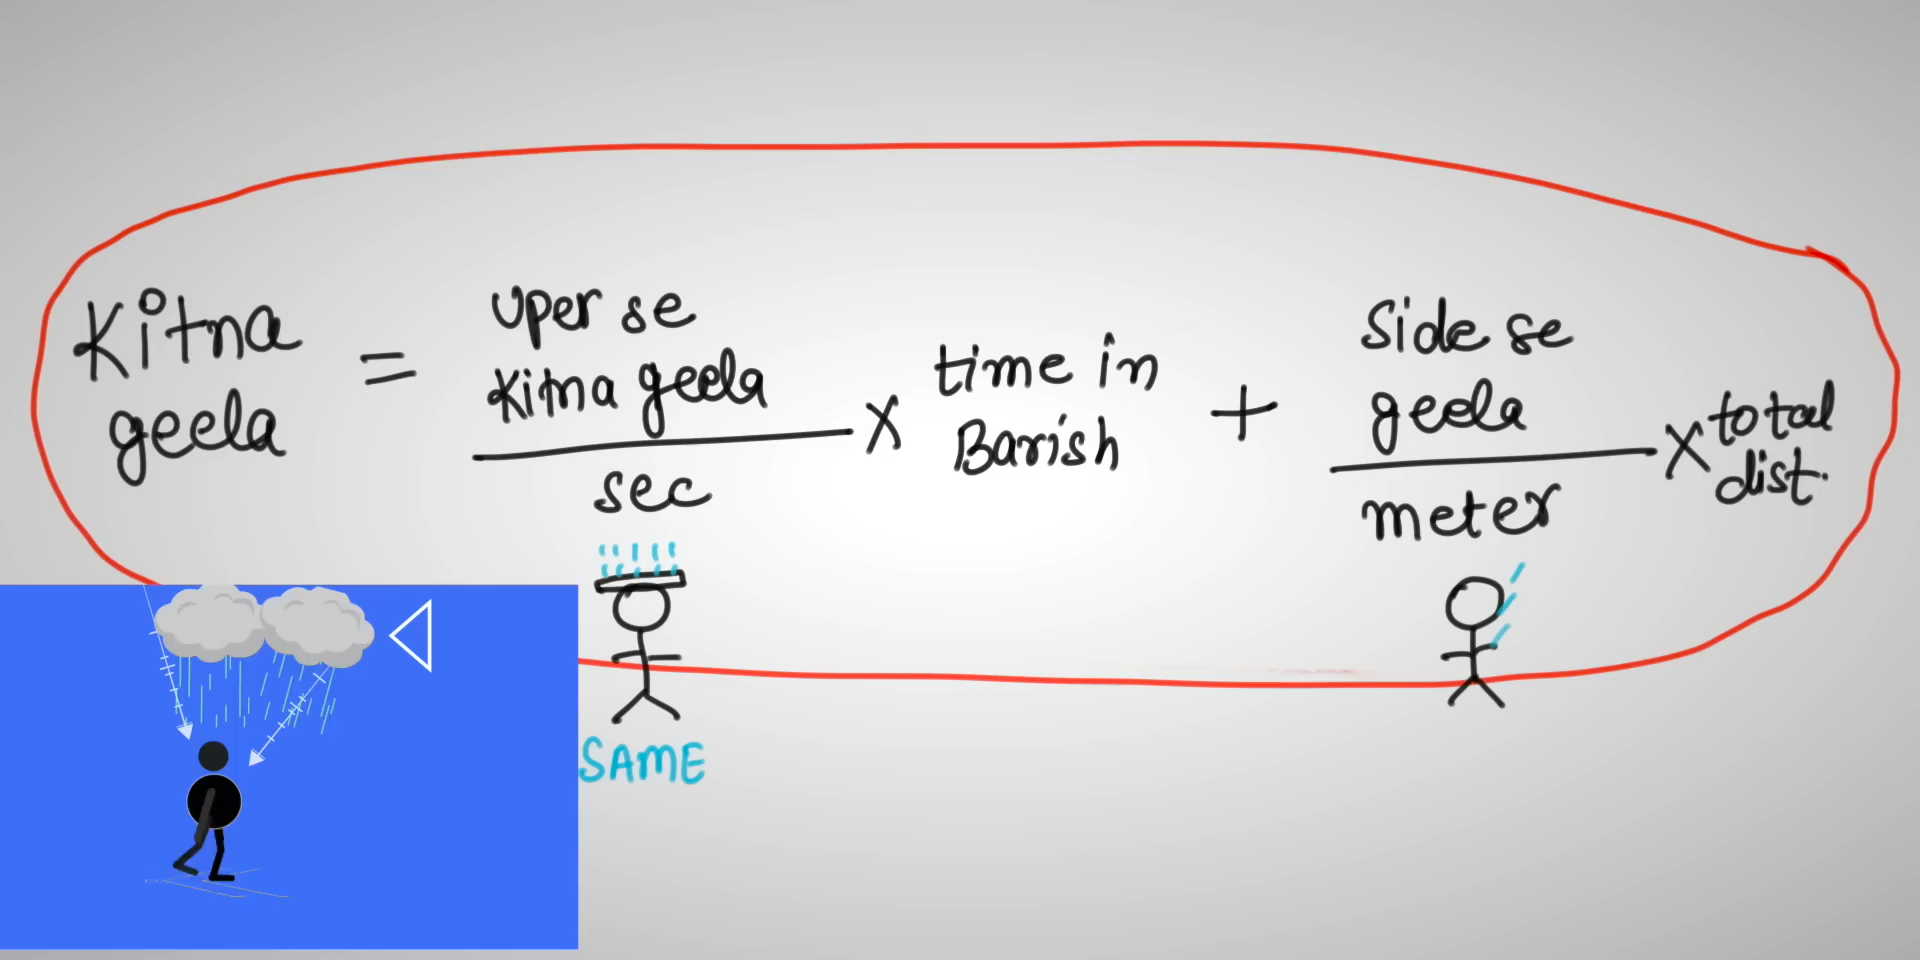 Kitna
geela
=
Uper se
Kitna geela
sec
X
time in
Barish
+
Side se
geela
meter
X total
dist.
SAME